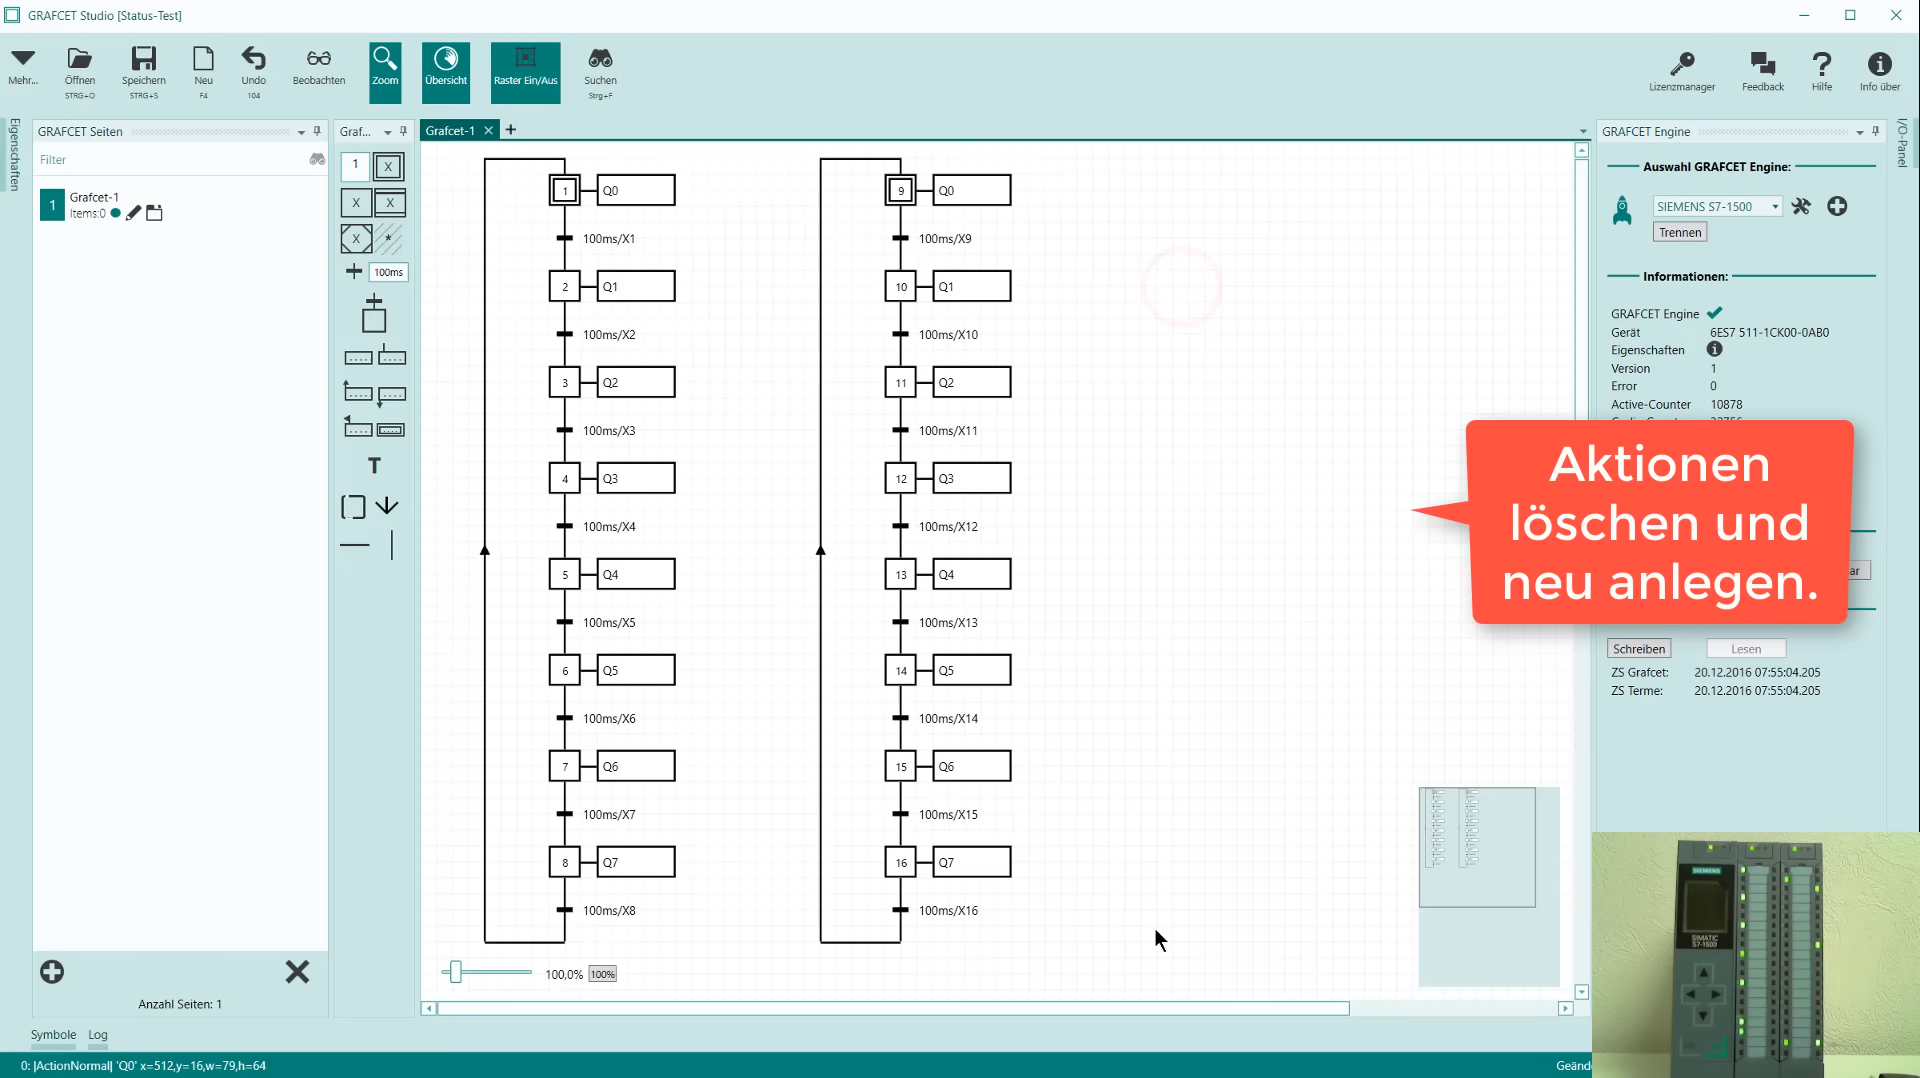 GRAFCET Studio [Status-Test]
Mehr...
Öffnen
STRG+O
Speichern
STRG+S
Neu
F4
Undo
104
Beobachten
Zoom
Übersicht
Raster Ein/Aus
Suchen
Strg+F
Lizenzmanager
Feedback
Hilfe
Info über
Eigenschaften
GRAFCET Seiten
Filter
1
Grafcet-1
Items:0
Anzahl Seiten: 1
Symbole
Log
Graf...
1
X
X
X
X
*
100ms
T
Grafcet-1
1 Q0
100ms/X1
2 Q1
100ms/X2
3 Q2
100ms/X3
4 Q3
100ms/X4
5 Q4
100ms/X5
6 Q5
100ms/X6
7 Q6
100ms/X7
8 Q7
100ms/X8
9 Q0
100ms/X9
10 Q1
100ms/X10
11 Q2
100ms/X11
12 Q3
100ms/X12
13 Q4
100ms/X13
14 Q5
100ms/X14
15 Q6
100ms/X15
16 Q7
100ms/X16
100,0% 100%
GRAFCET Engine
I/O-Panel
Auswahl GRAFCET Engine:
SIEMENS S7-1500
Trennen
Informationen:
GRAFCET Engine
Gerät 6ES7 511-1CK00-0AB0
Eigenschaften
Version 1
Error 0
Active-Counter 10878
Aktionen
löschen und
neu anlegen.
Schreiben
Lesen
ZS Grafcet: 20.12.2016 07:55:04.205
ZS Terme: 20.12.2016 07:55:04.205
SIEMENS
SIMATIC
S7-1500
0: |ActionNormal| 'Q0' x=512,y=16,w=79,h=64